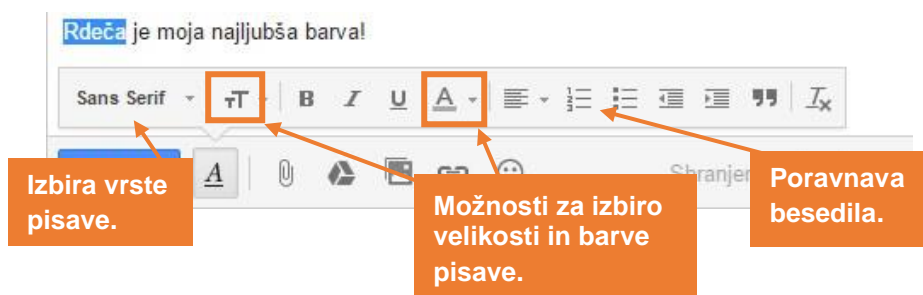 Rdeča je moja najljubša barva!
Sans Serif
Izbira vrste
pisave.
Možnosti za izbiro
velikosti in barve
pisave.
Poravnava
besedila.